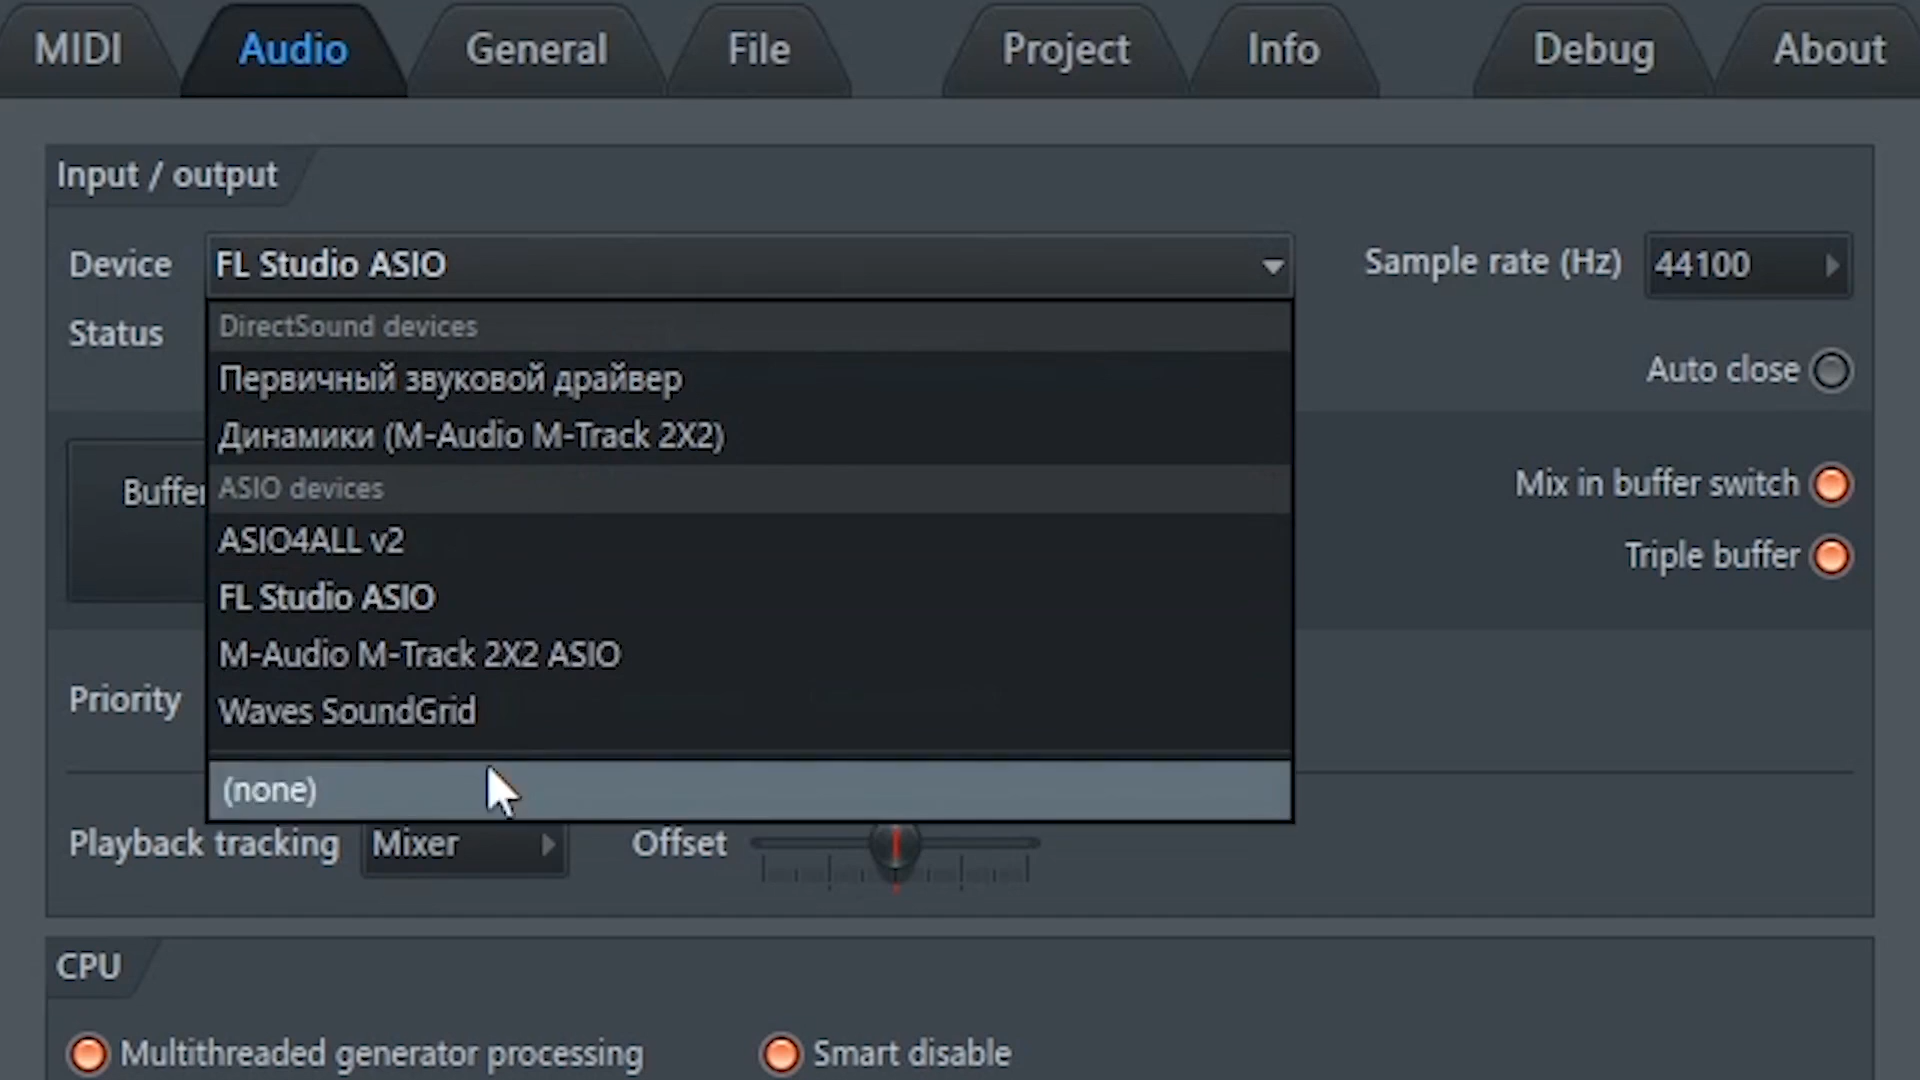 MIDI Audio General File Project Info Debug About
Input / output
Device FL Studio ASIO Sample rate (Hz) 44100
Status DirectSound devices
Первичный звуковой драйвер Auto close
Динамики (M-Audio M-Track 2X2)
Buffer ASIO devices Mix in buffer switch
ASIO4ALL v2 Triple buffer
FL Studio ASIO
M-Audio M-Track 2X2 ASIO
Priority Waves SoundGrid
(none)
Playback tracking Mixer Offset
CPU
Multithreaded generator processing Smart disable